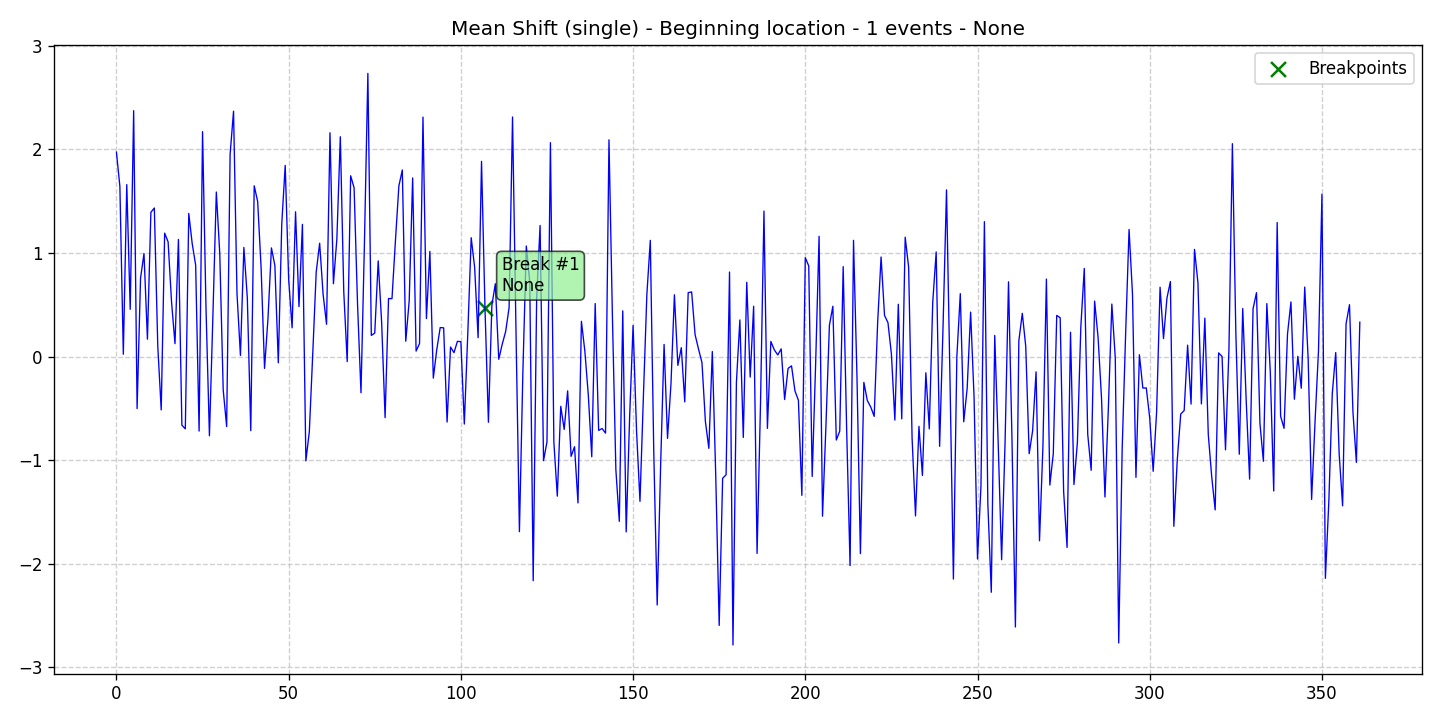 Mean Shift (single) - Beginning location - 1 events - None
3
2
1
0
−1
−2
−3
Breakpoints
Break #1
None
0 50 100 150 200 250 300 350